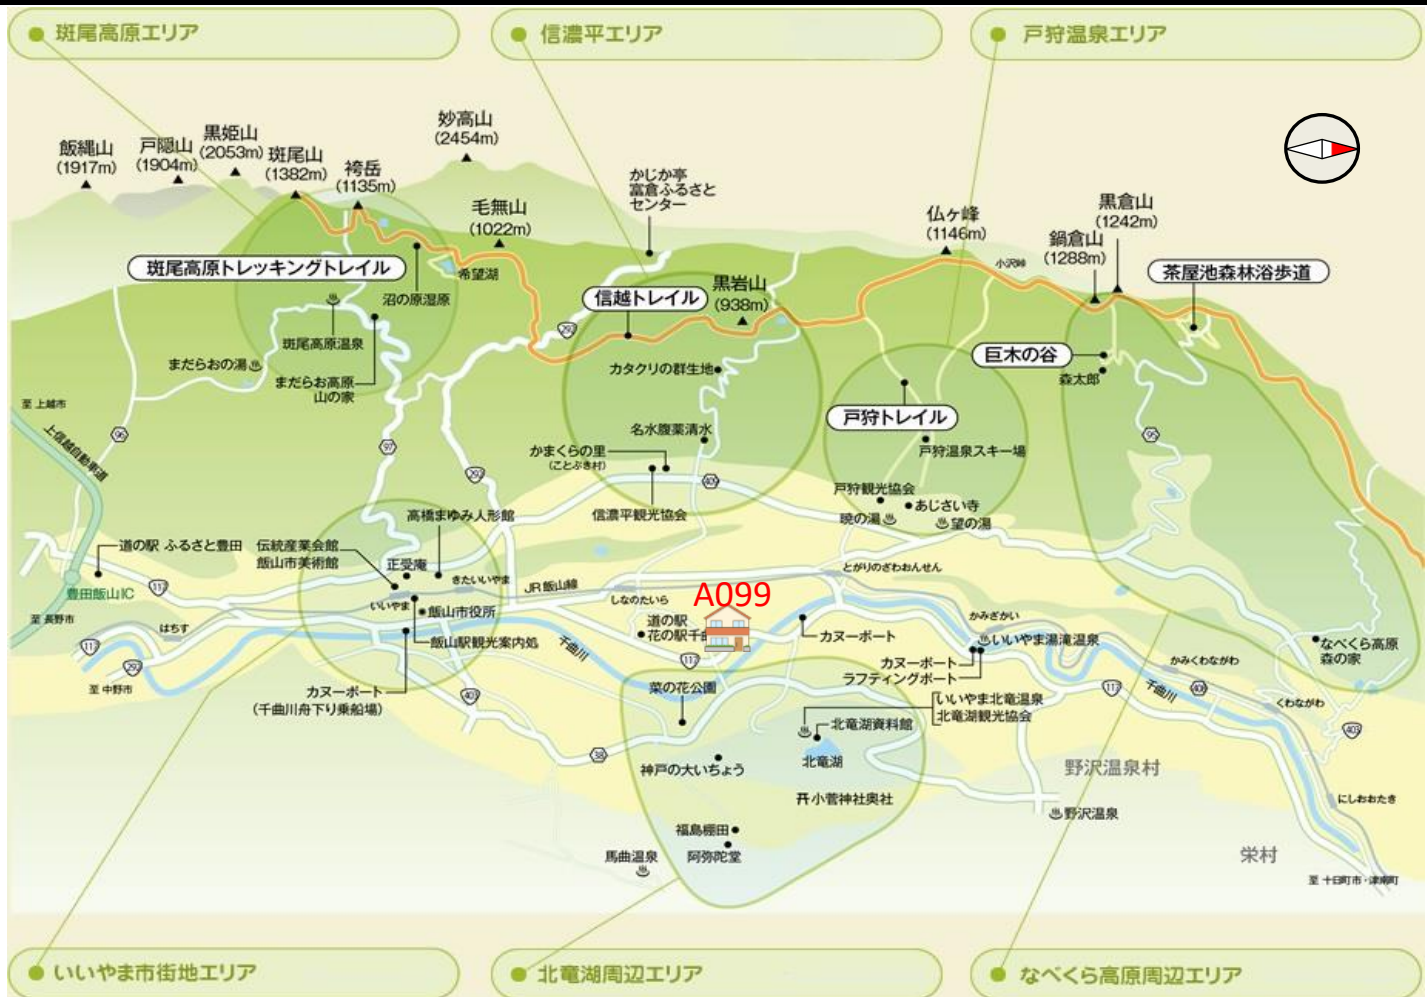 斑尾高原エリア
信濃平エリア
戸狩温泉エリア
妙高山
(2454m)
黒姫山
(2053m)
飯縄山
(1917m)
戸隠山
(1904m)
斑尾山
(1382m)
袴岳
(1135m)
毛無山
(1022m)
かじか亭
富倉ふるさと
センター
仏ヶ峰
(1146m)
黒倉山
(1242m)
鍋倉山
(1288m)
小沢峠
茶屋池森林浴歩道
斑尾高原トレッキングトレイル
希望湖
沼の原湿原
信越トレイル
黒岩山
(938m)
292
斑尾高原温泉
まだらおの湯
まだらお高原
山の家
カタクリの群生地
巨木の谷
森太郎
戸狩トレイル
至 上越市
上信越自動車道
96
97
292
95
名水腹薬清水
かまくらの里
(ことぶき村)
409
戸狩温泉スキー場
戸狩観光協会
あじさい寺
暁の湯
望の湯
高橋まゆみ人形館
信濃平観光協会
道の駅 ふるさと豊田
伝統産業会館
飯山市美術館
正受庵
きたいいやま
JR飯山線
とがりのざわおんせん
豊田飯山IC
117
いいやま
飯山市役所
しなのたいら
A099
道の駅
花の駅千曲
カヌーポート
かみざかい
至 長野市
はちす
飯山駅観光案内処
千曲川
117
いいやま湯滝温泉
なべくら高原
森の家
117
292
至 中野市
カヌーポート
(千曲川舟下り乗船場)
403
菜の花公園
カヌーポート
ラフティングポート
かみくわながわ
千曲川
408
117
くわながわ
403
いいやま北竜温泉
北竜湖観光協会
北竜湖資料館
北竜湖
38
神戸の大いちょう
小菅神社奥社
野沢温泉村
野沢温泉
にしおおたき
福島棚田
阿弥陀堂
馬曲温泉
栄村
至 十日町市・津南町
いいやま市街地エリア
北竜湖周辺エリア
なべくら高原周辺エリア